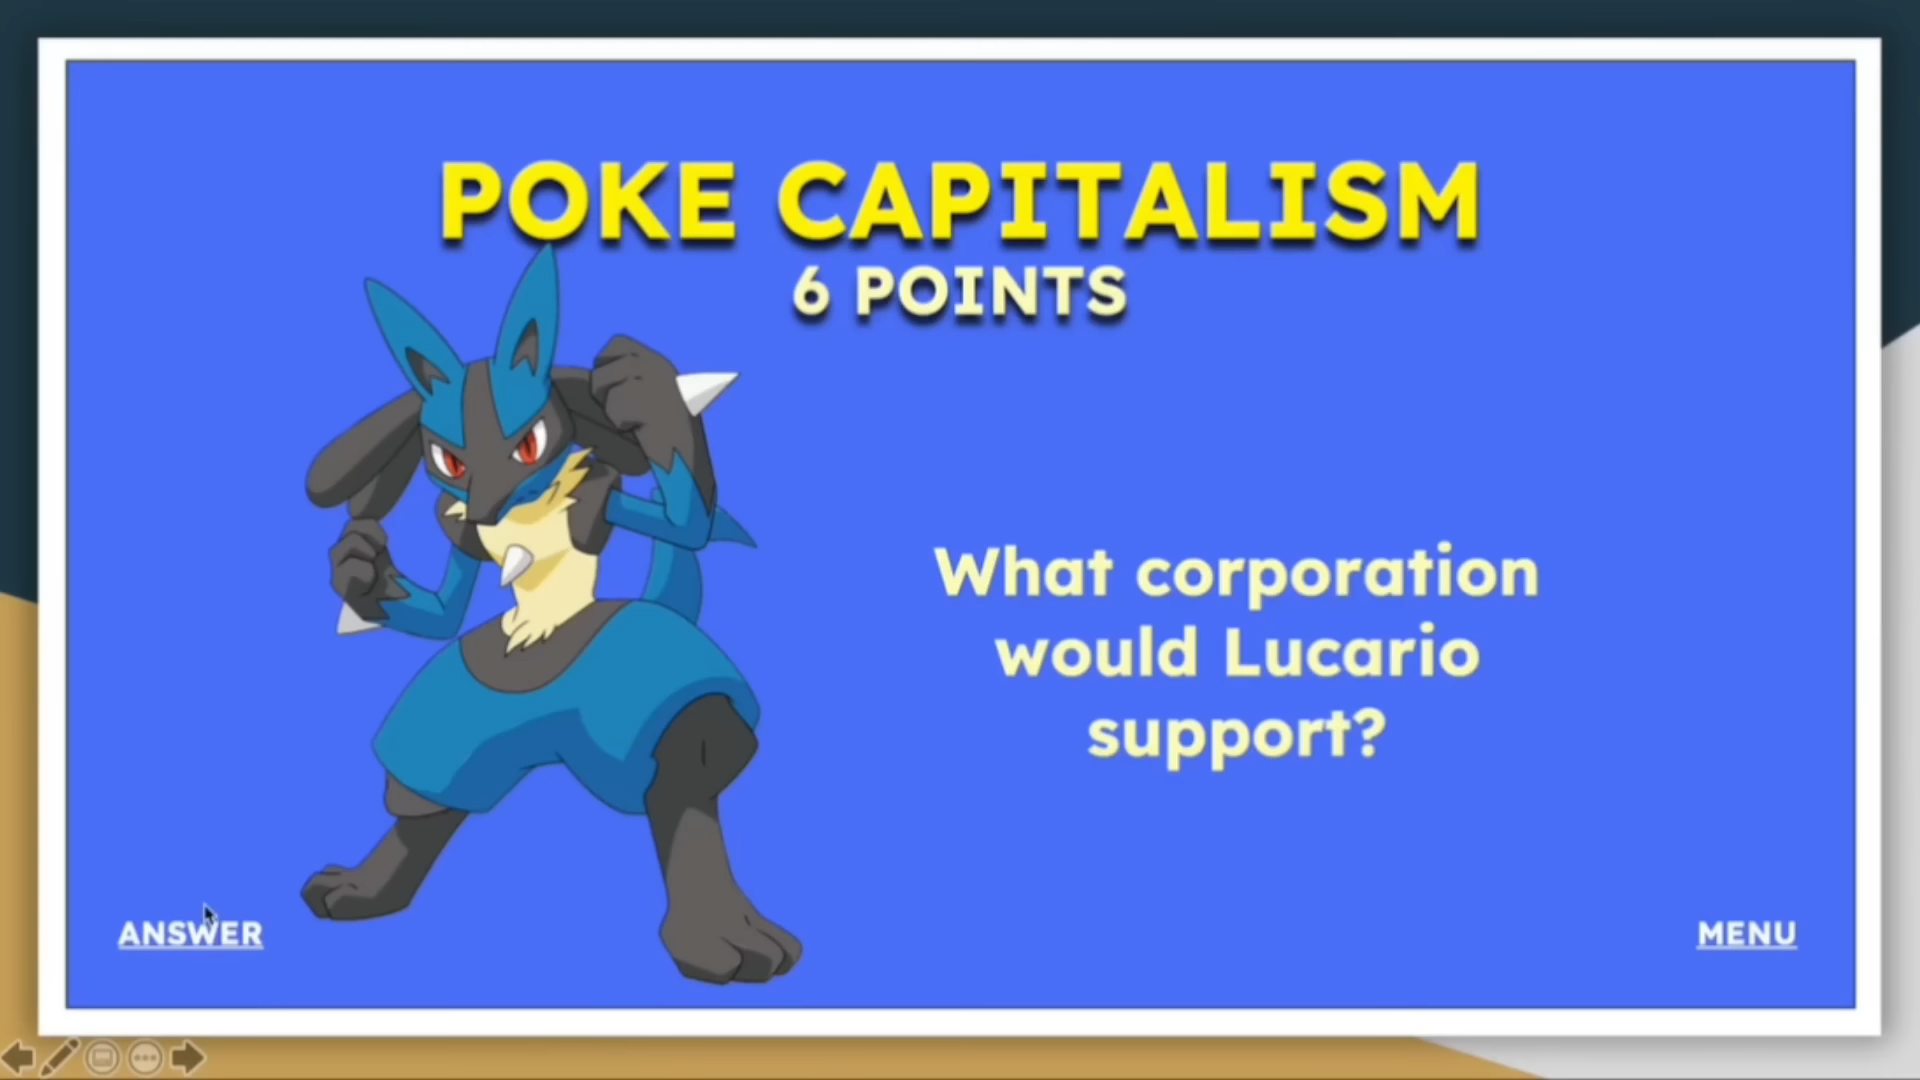 POKE CAPITALISM
6 POINTS
What corporation
would Lucario
support?
ANSWER
MENU